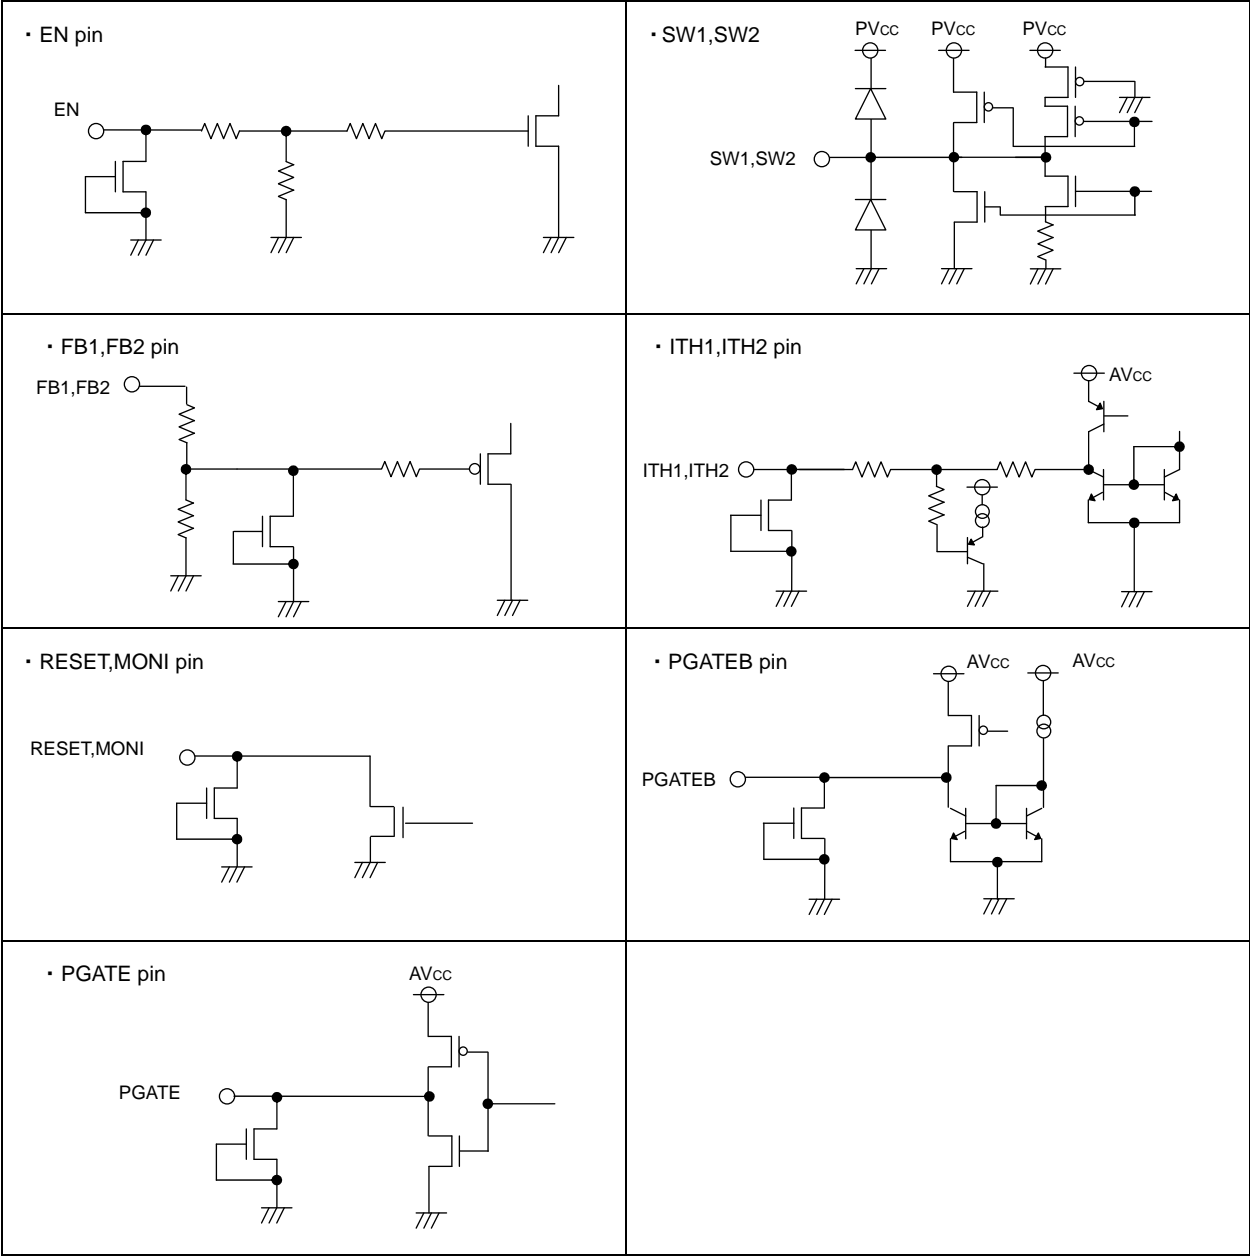 ・EN pin
EN
・SW1,SW2
PVcc PVcc PVcc
SW1,SW2
・FB1,FB2 pin
FB1,FB2
・ITH1,ITH2 pin
AVcc
ITH1,ITH2
・RESET,MONI pin
RESET,MONI
・PGATEB pin
AVcc AVcc
PGATEB
・PGATE pin
AVcc
PGATE